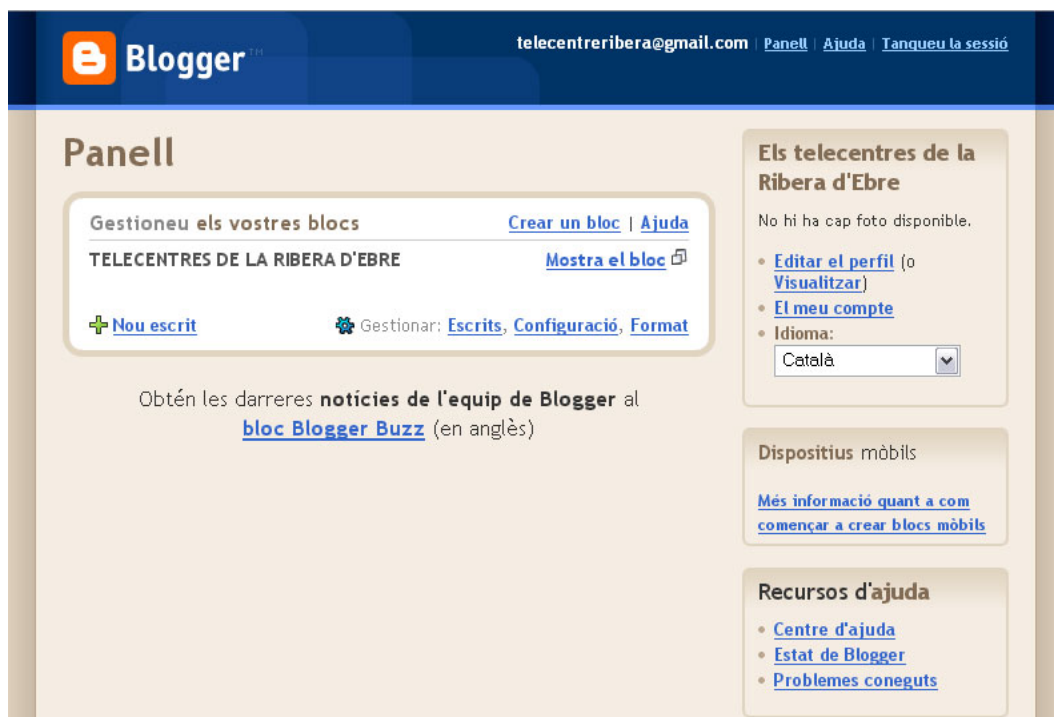 Blogger™
telecentreribera@gmail.com | Panell | Ajuda | Tanqueu la sessió
Panell
Gestioneu els vostres blocs
Crear un bloc | Ajuda
TELECENTRES DE LA RIBERA D'EBRE
Mostra el bloc
Nou escrit
Gestionar: Escrits, Configuració, Format
Obtén les darreres notícies de l'equip de Blogger al
bloc Blogger Buzz (en anglès)
Els telecentres de la
Ribera d'Ebre
No hi ha cap foto disponible.
Editar el perfil (o
Visualitzar)
El meu compte
Idioma:
Català
Dispositius mòbils
Més informació quant a com
començar a crear blocs mòbils
Recursos d'ajuda
Centre d'ajuda
Estat de Blogger
Problemes coneguts